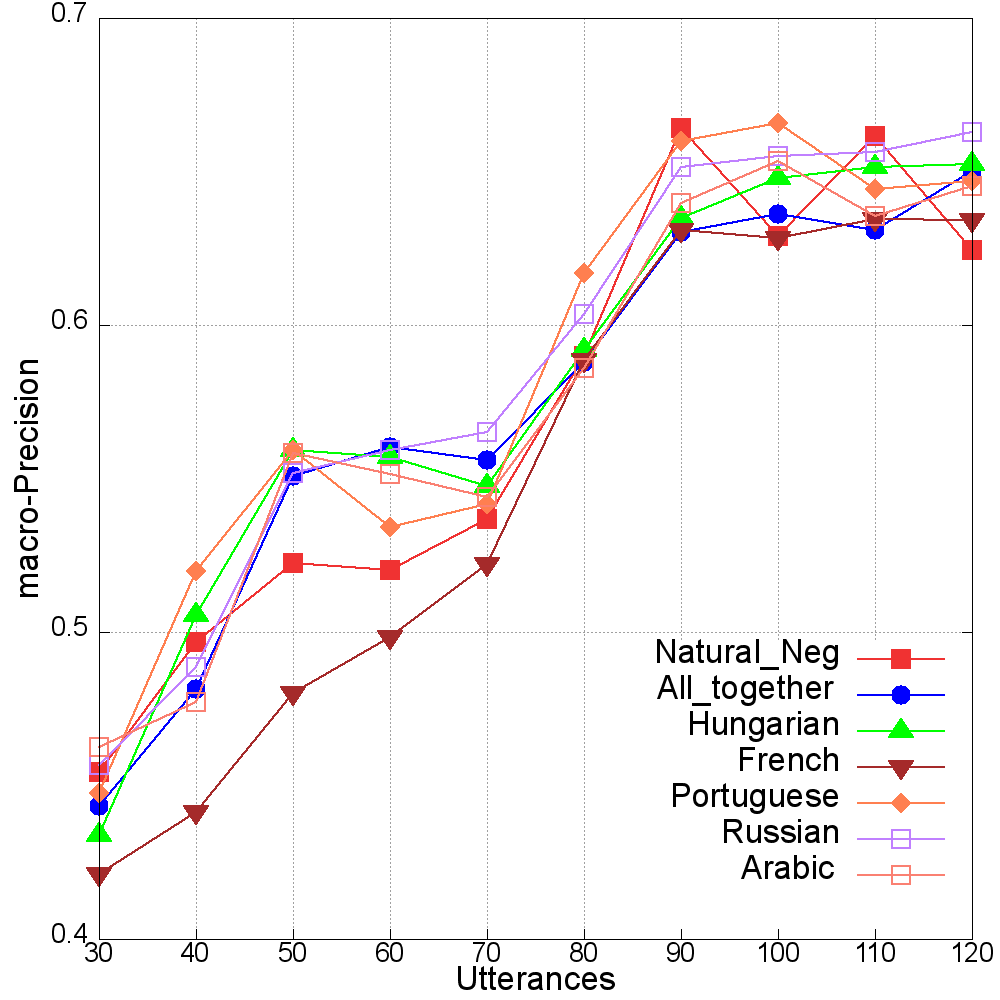 0.7
0.6
0.5
0.4
macro-Precision
30 40 50 60 70 80 90 100 110 120
Utterances
Natural_Neg
All_together
Hungarian
French
Portuguese
Russian
Arabic